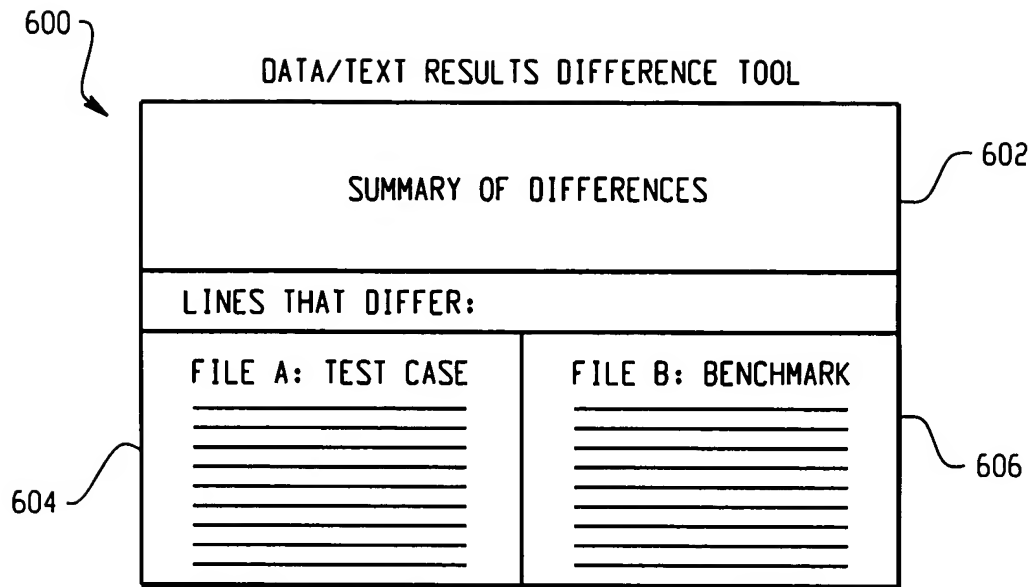 600
DATA/TEXT RESULTS DIFFERENCE TOOL
SUMMARY OF DIFFERENCES
602
LINES THAT DIFFER:
FILE A: TEST CASE
FILE B: BENCHMARK
604
606